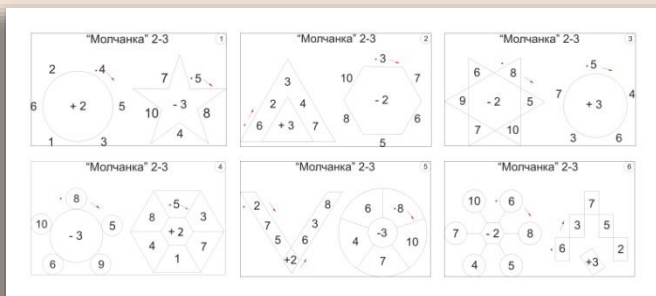 "Молчанка" 2-3 1
2 4 7 5
6 + 2 5 10 - 3 8
1 3 4
"Молчанка" 2-3 2
3 3
10 7
2 4 - 2
6 + 3 7 8 6
5
"Молчанка" 2-3 3
6 8 5
9 - 2 5 7 + 3 4
7 10 3 6
"Молчанка" 2-3 4
8 5
10 5 8 3
- 3 + 2
4 7
6 9 1
"Молчанка" 2-3 5
2 8 6 8
7 3
5 6 4 -3 10
+2 7
"Молчанка" 2-3 6
10 6 7
7 - 2 8 3 5
6 2
4 5 +3